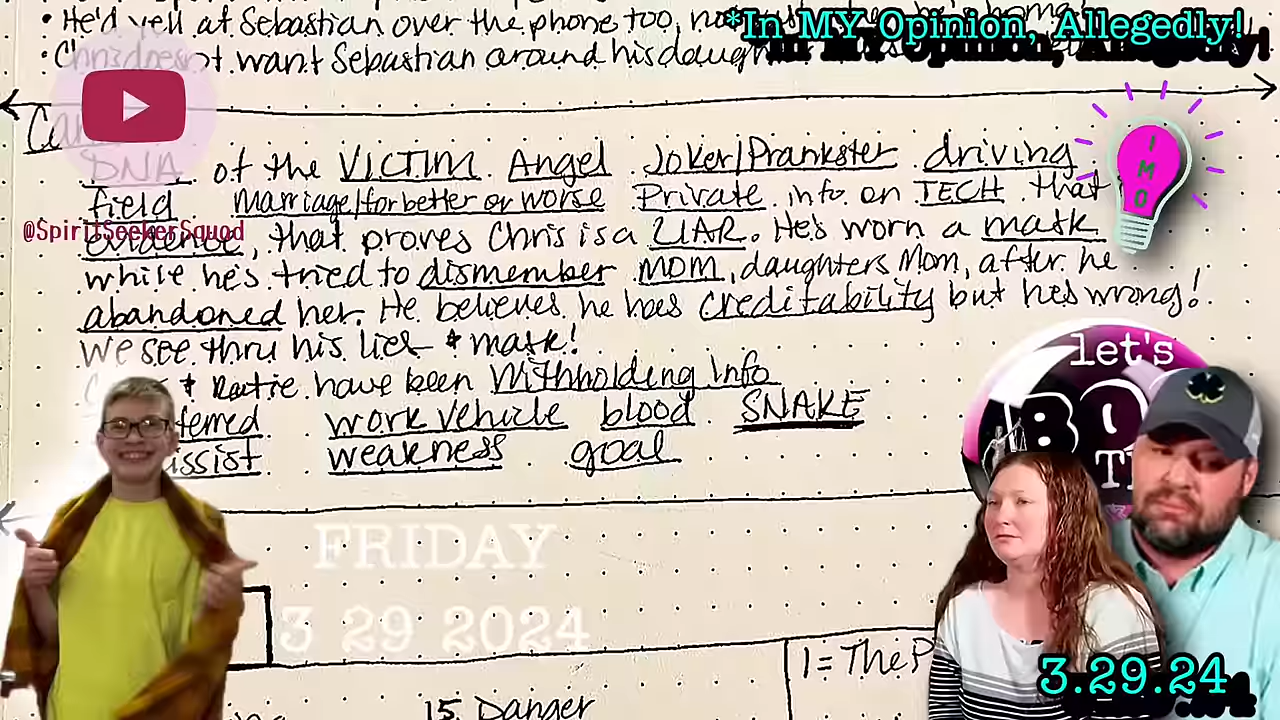 • He'd yell at Sebastian over the phone too,
*In MY Opinion, Allegedly!
want Sebastian around his
DNA of the VICTIM Angel Joker/Prankster driving
field Marriage/for better or worse Private info on TECH that
@SpiritSeekerSquad
evidence, that proves Chris is a LIAR. He's worn a mask
while he's tried to dismember MOM, daughters Mom, after he
abandoned her. He believes he has creditability but he's wrong!
We see thru his lies & mask!
& Katie have been Withholding info
work vehicle blood SNAKE
weakness goal
IMO
let's
FRIDAY
3 29 2024
1 = The P
3.29.24
15 Danger